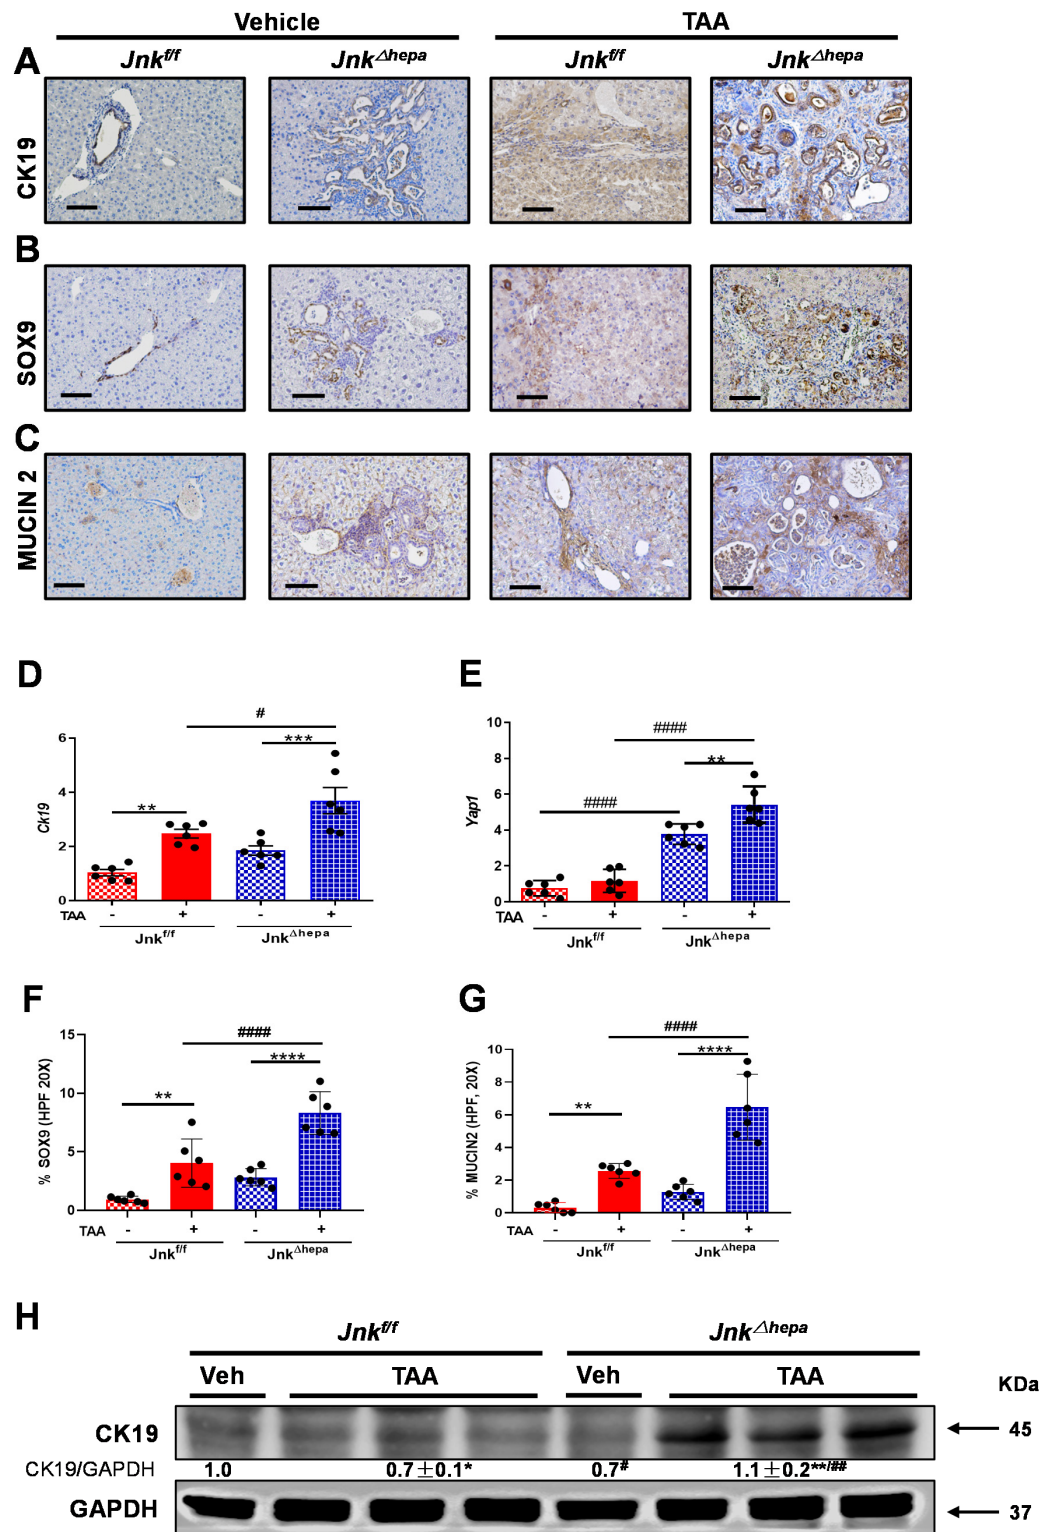 Vehicle TAA
A Jnkf/f JnkΔhepa Jnkf/f JnkΔhepa
CK19
B
SOX9
C
MUCIN 2
D
#
***
**
Ck19
6
4
2
0
TAA - + - +
Jnkf/f JnkΔhepa
E
####
**
####
Yap1
10
8
6
4
2
0
TAA - + - +
Jnkf/f JnkΔhepa
F
####
****
**
% SOX9 (HPF 20X)
15
10
5
0
TAA - + - +
Jnkf/f JnkΔhepa
G
####
****
**
% MUCIN2 (HPF, 20X)
10
8
6
4
2
0
TAA - + - +
Jnkf/f JnkΔhepa
H
Jnkf/f JnkΔhepa
Veh TAA Veh TAA KDa
CK19 45
CK19/GAPDH 1.0 0.7±0.1* 0.7# 1.1±0.2**/##
GAPDH 37